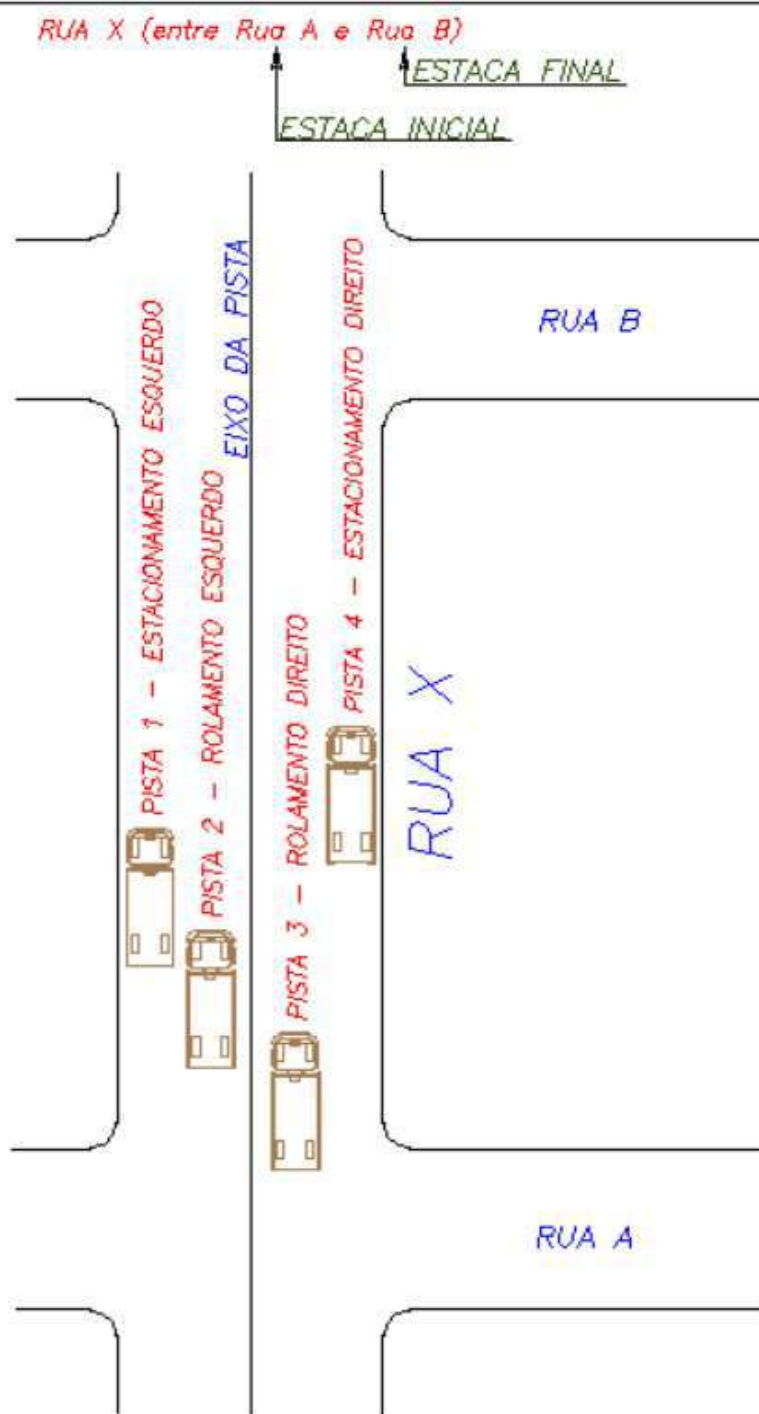 RUA X (entre Rua A e Rua B)
ESTACA FINAL
ESTACA INICIAL
EIXO DA PISTA
RUA B
PISTA 1 - ESTACIONAMENTO ESQUERDO
PISTA 2 - ROLAMENTO ESQUERDO
PISTA 3 - ROLAMENTO DIREITO
PISTA 4 - ESTACIONAMENTO DIREITO
RUA X
RUA A